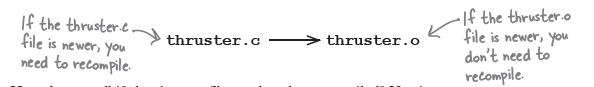 If the thruster.c
file is newer, you
need to recompile.
thruster.c → thruster.o
If the thruster.o
file is newer, you
don't need to
recompile.